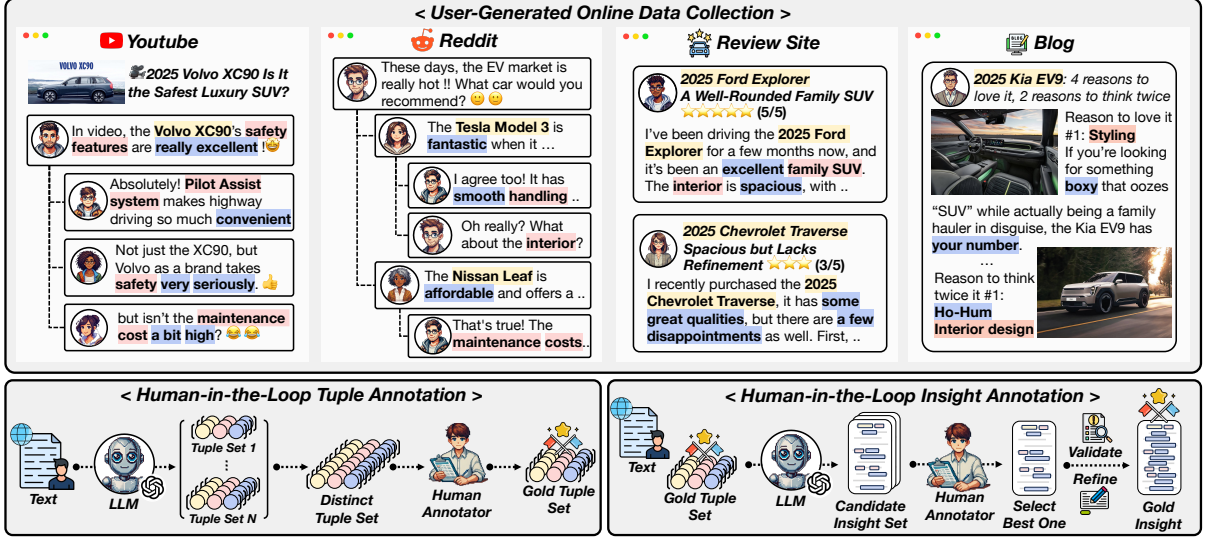 < User-Generated Online Data Collection >
Youtube
VOLVO XC90
2025 Volvo XC90 Is It
the Safest Luxury SUV?
In video, the Volvo XC90's safety
features are really excellent !
Absolutely! Pilot Assist
system makes highway
driving so much convenient
Not just the XC90, but
Volvo as a brand takes
safety very seriously.
but isn't the maintenance
cost a bit high?
Reddit
These days, the EV market is
really hot !! What car would you
recommend?
The Tesla Model 3 is
fantastic when it ...
I agree too! It has
smooth handling ..
Oh really? What
about the interior?
The Nissan Leaf is
affordable and offers a ..
That's true! The
maintenance costs..
Review Site
2025 Ford Explorer
A Well-Rounded Family SUV
(5/5)
I've been driving the 2025 Ford
Explorer for a few months now, and
it's been an excellent family SUV.
The interior is spacious, with ..
2025 Chevrolet Traverse
Spacious but Lacks
Refinement (3/5)
I recently purchased the 2025
Chevrolet Traverse, it has some
great qualities, but there are a few
disappointments as well. First, ..
BLOG
Blog
2025 Kia EV9: 4 reasons to
love it, 2 reasons to think twice
Reason to love it
#1: Styling
If you're looking
for something
boxy that oozes
“SUV” while actually being a family
hauler in disguise, the Kia EV9 has
your number.
...
Reason to think
twice it #1:
Ho-Hum
Interior design
< Human-in-the-Loop Tuple Annotation >
Text
LLM
Tuple Set 1
Tuple Set N
Distinct
Tuple Set
Human
Annotator
Gold Tuple
Set
< Human-in-the-Loop Insight Annotation >
Text
Gold Tuple
Set
LLM
Candidate
Insight Set
Human
Annotator
Select
Best One
Validate
Refine
Gold
Insight